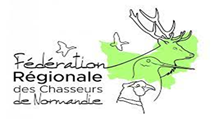 Fédération
Régionale
des Chasseurs
de Normandie